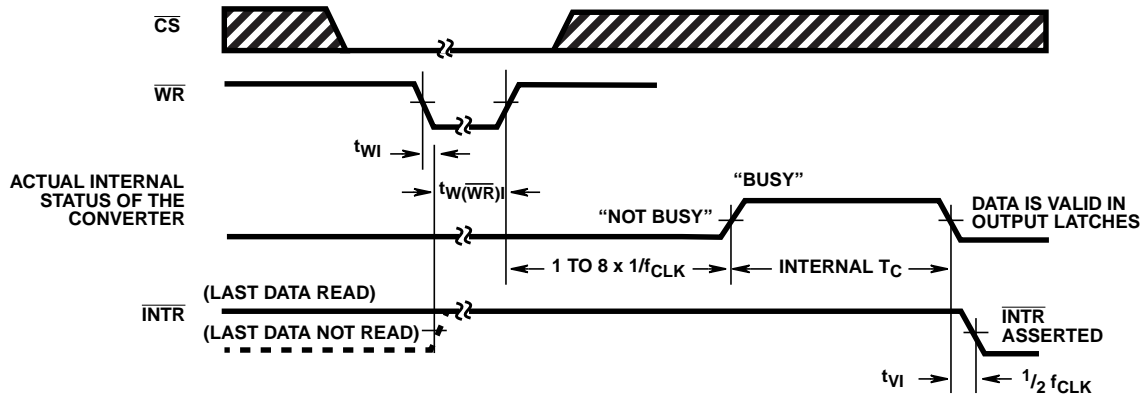 CS
WR
tWI
tW(WR)I
ACTUAL INTERNAL
STATUS OF THE
CONVERTER
“BUSY”
“NOT BUSY”
DATA IS VALID IN
OUTPUT LATCHES
1 TO 8 x 1/fCLK
INTERNAL TC
(LAST DATA READ)
INTR
(LAST DATA NOT READ)
INTR
ASSERTED
tVI
1/2 fCLK